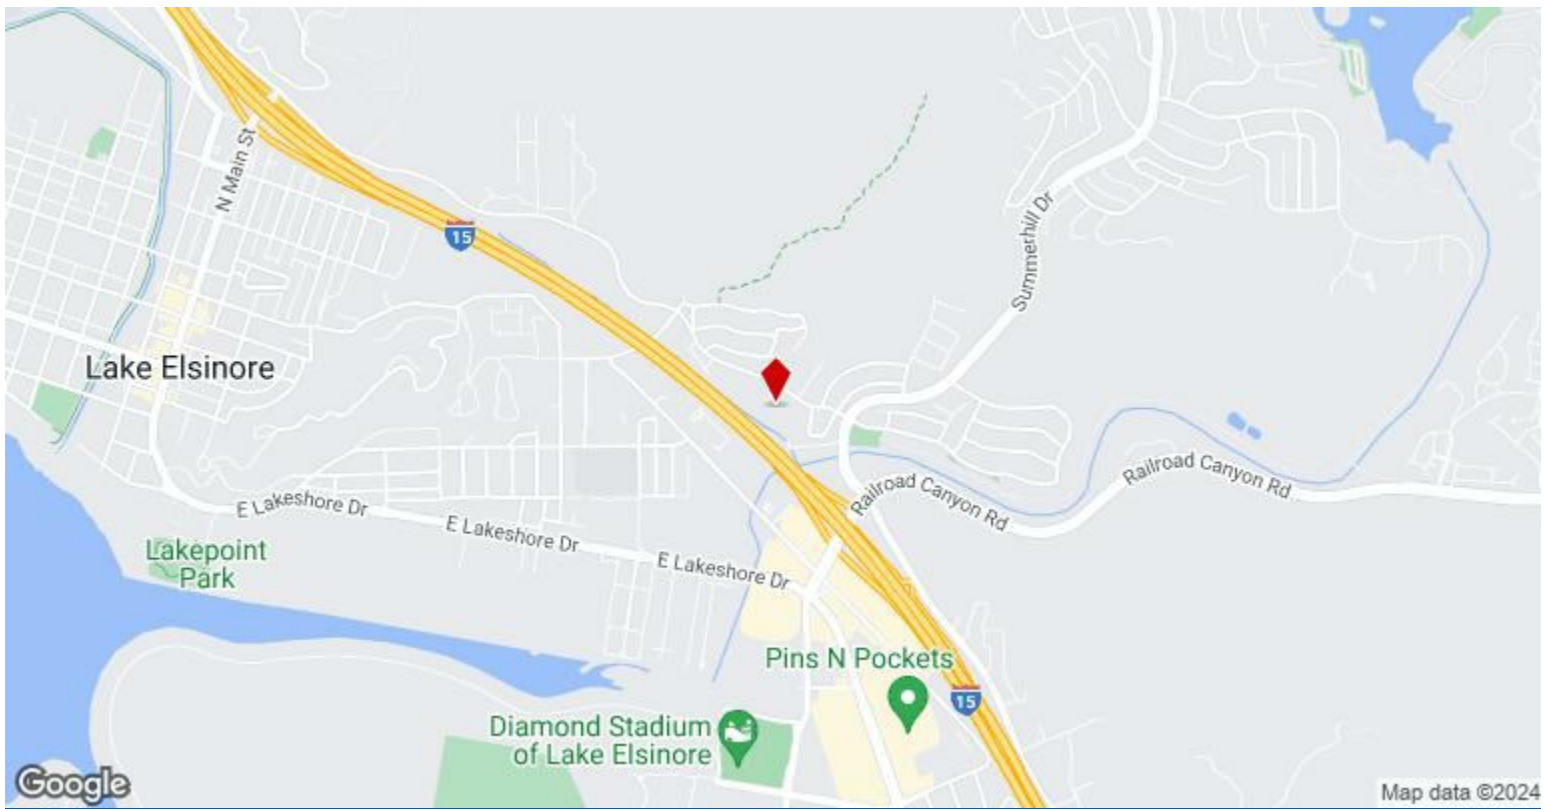 N Main St
15
Summerhill Dr
Lake Elsinore
Railroad Canyon Rd
Railroad Canyon Rd
E Lakeshore Dr
E Lakeshore Dr
E Lakeshore Dr
Lakepoint
Park
Pins N Pockets
15
Diamond Stadium
of Lake Elsinore
Google
Map data ©2024